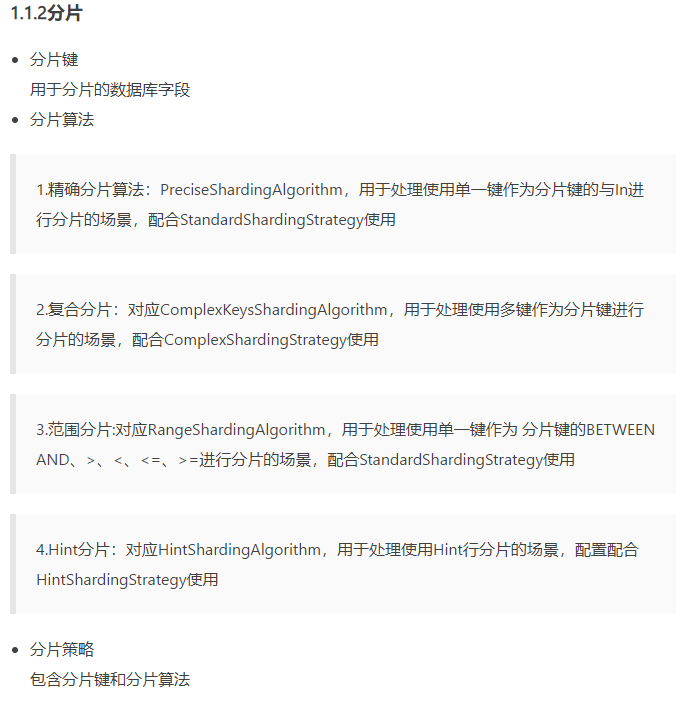 1.1.2分片
分片键
用于分片的数据库字段
分片算法
1.精确分片算法：PreciseShardingAlgorithm，用于处理使用单一键作为分片键的与In进
行分片的场景，配合StandardShardingStrategy使用
2.复合分片：对应ComplexKeysShardingAlgorithm，用于处理使用多键作为分片键进行
分片的场景，配合ComplexShardingStrategy使用
3.范围分片:对应RangeShardingAlgorithm，用于处理使用单一键作为 分片键的BETWEEN
AND、>、<、<=、>=进行分片的场景，配合StandardShardingStrategy使用
4.Hint分片：对应HintShardingAlgorithm，用于处理使用Hint行分片的场景，配置配合
HintShardingStrategy使用
分片策略
包含分片键和分片算法